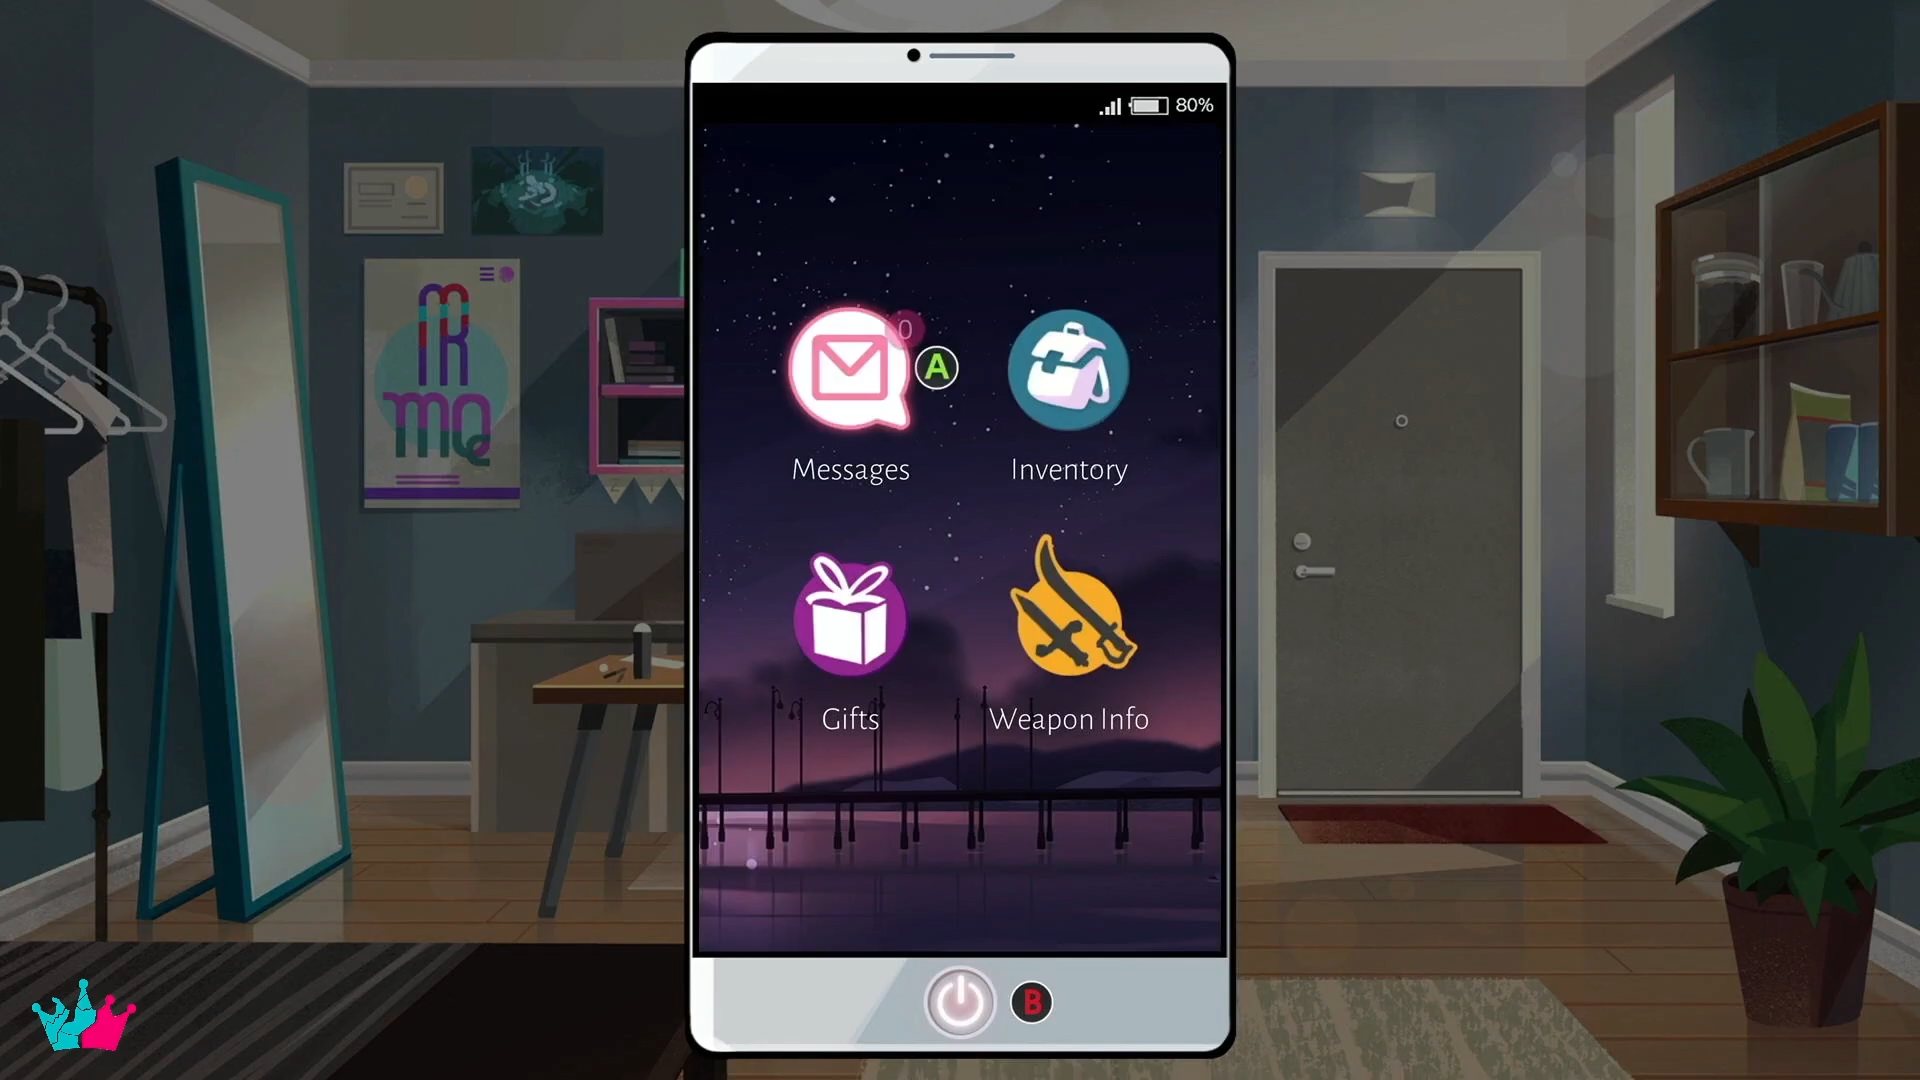 80%
0
A
Messages
Inventory
Gifts
Weapon Info
B